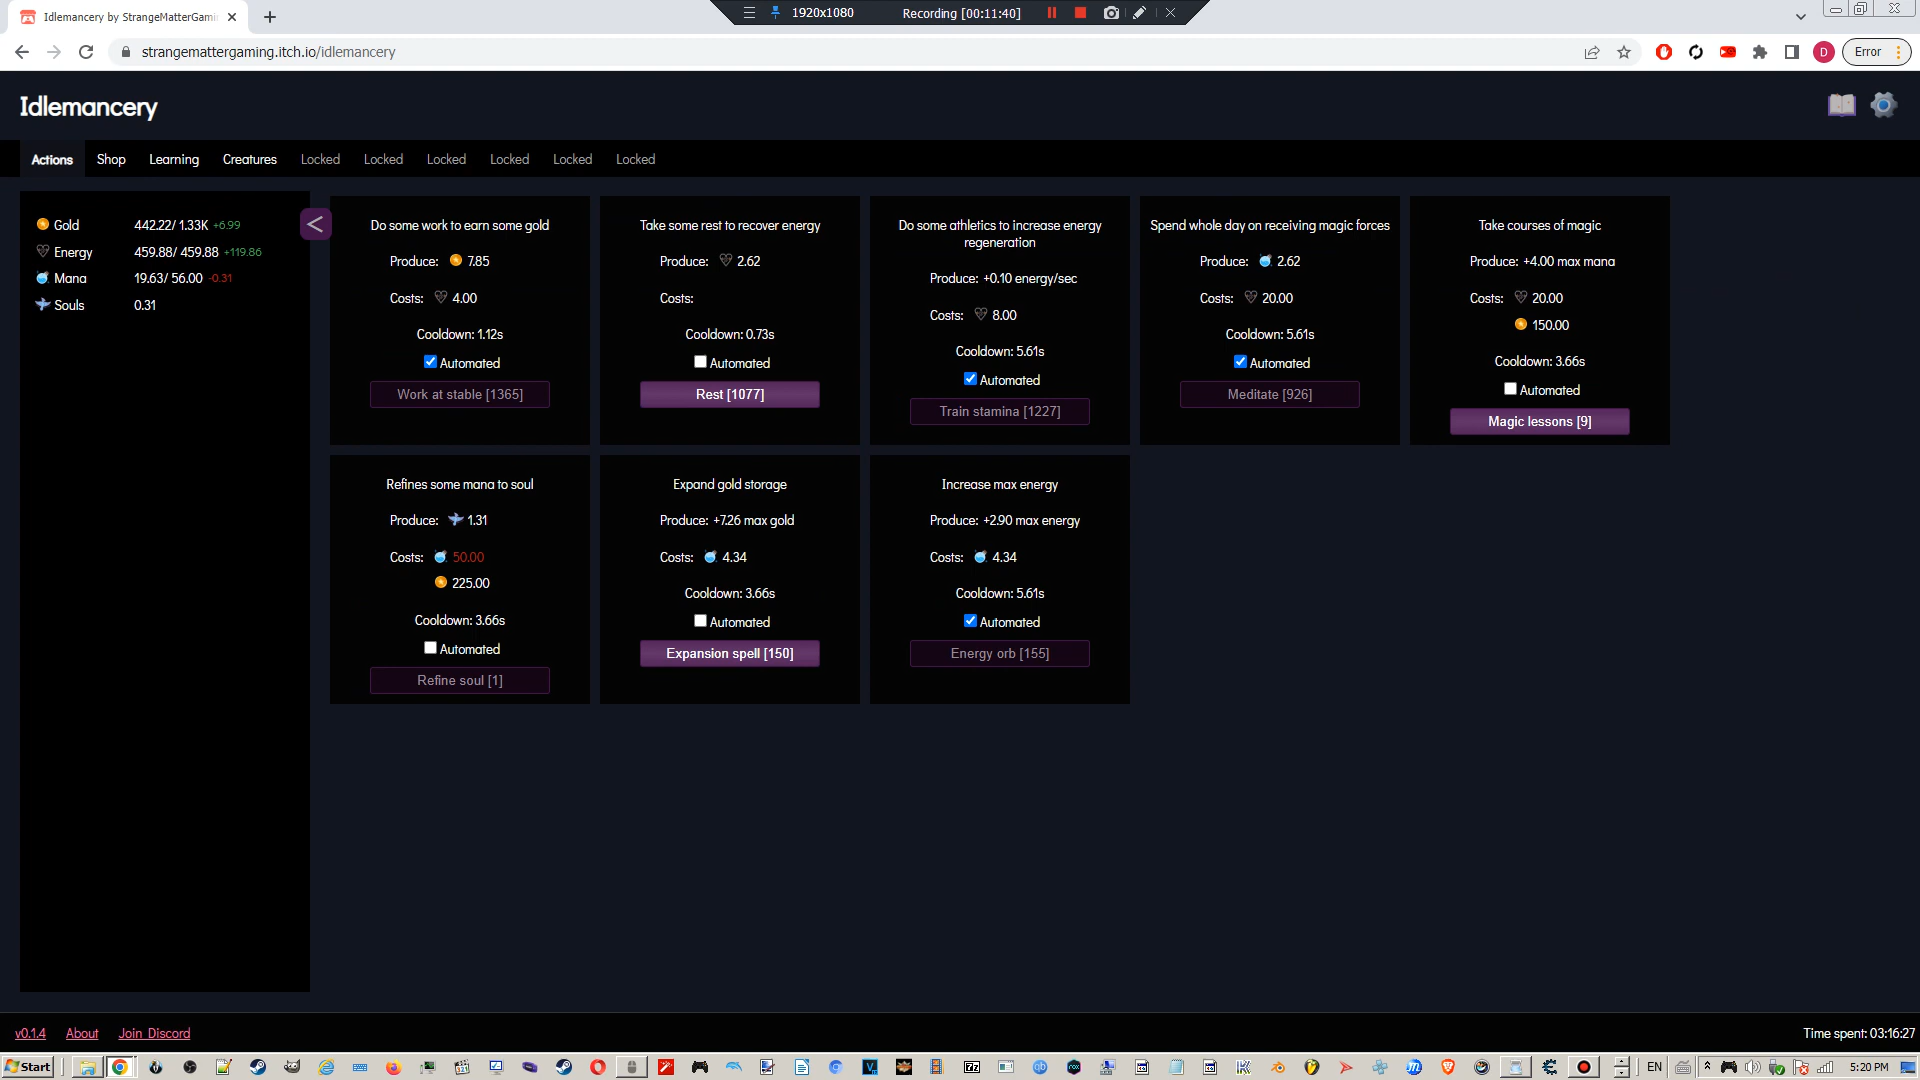 Idlemancery by StrangeMatterGami
1920x1080
Recording [00:11:40]
strangemattergaming.itch.io/idlemancery
D
Error
Idlemancery
Actions
Shop
Learning
Creatures
Locked
Locked
Locked
Locked
Locked
Locked
Gold 442.22/ 1.33K +6.99
Energy 459.88/ 459.88 +119.86
Mana 19.63/ 56.00 -0.31
Souls 0.31
<
Do some work to earn some gold
Produce: 7.85
Costs: 4.00
Cooldown: 1.12s
Automated
Work at stable [1365]
Take some rest to recover energy
Produce: 2.62
Costs:
Cooldown: 0.73s
Automated
Rest [1077]
Do some athletics to increase energy
regeneration
Produce: +0.10 energy/sec
Costs: 8.00
Cooldown: 5.61s
Automated
Train stamina [1227]
Spend whole day on receiving magic forces
Produce: 2.62
Costs: 20.00
Cooldown: 5.61s
Automated
Meditate [926]
Take courses of magic
Produce: +4.00 max mana
Costs: 20.00
150.00
Cooldown: 3.66s
Automated
Magic lessons [9]
Refines some mana to soul
Produce: 1.31
Costs: 50.00
225.00
Cooldown: 3.66s
Automated
Refine soul [1]
Expand gold storage
Produce: +7.26 max gold
Costs: 4.34
Cooldown: 3.66s
Automated
Expansion spell [150]
Increase max energy
Produce: +2.90 max energy
Costs: 4.34
Cooldown: 5.61s
Automated
Energy orb [155]
v0.1.4
About
Join Discord
Time spent: 03:16:27
Start
EN
5:20 PM